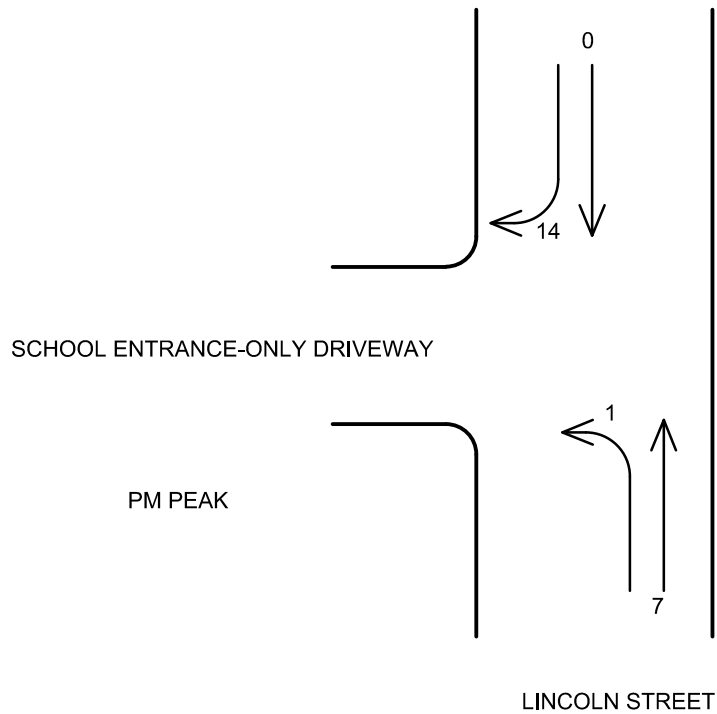 0
14
SCHOOL ENTRANCE-ONLY DRIVEWAY
1
PM PEAK
7
LINCOLN STREET